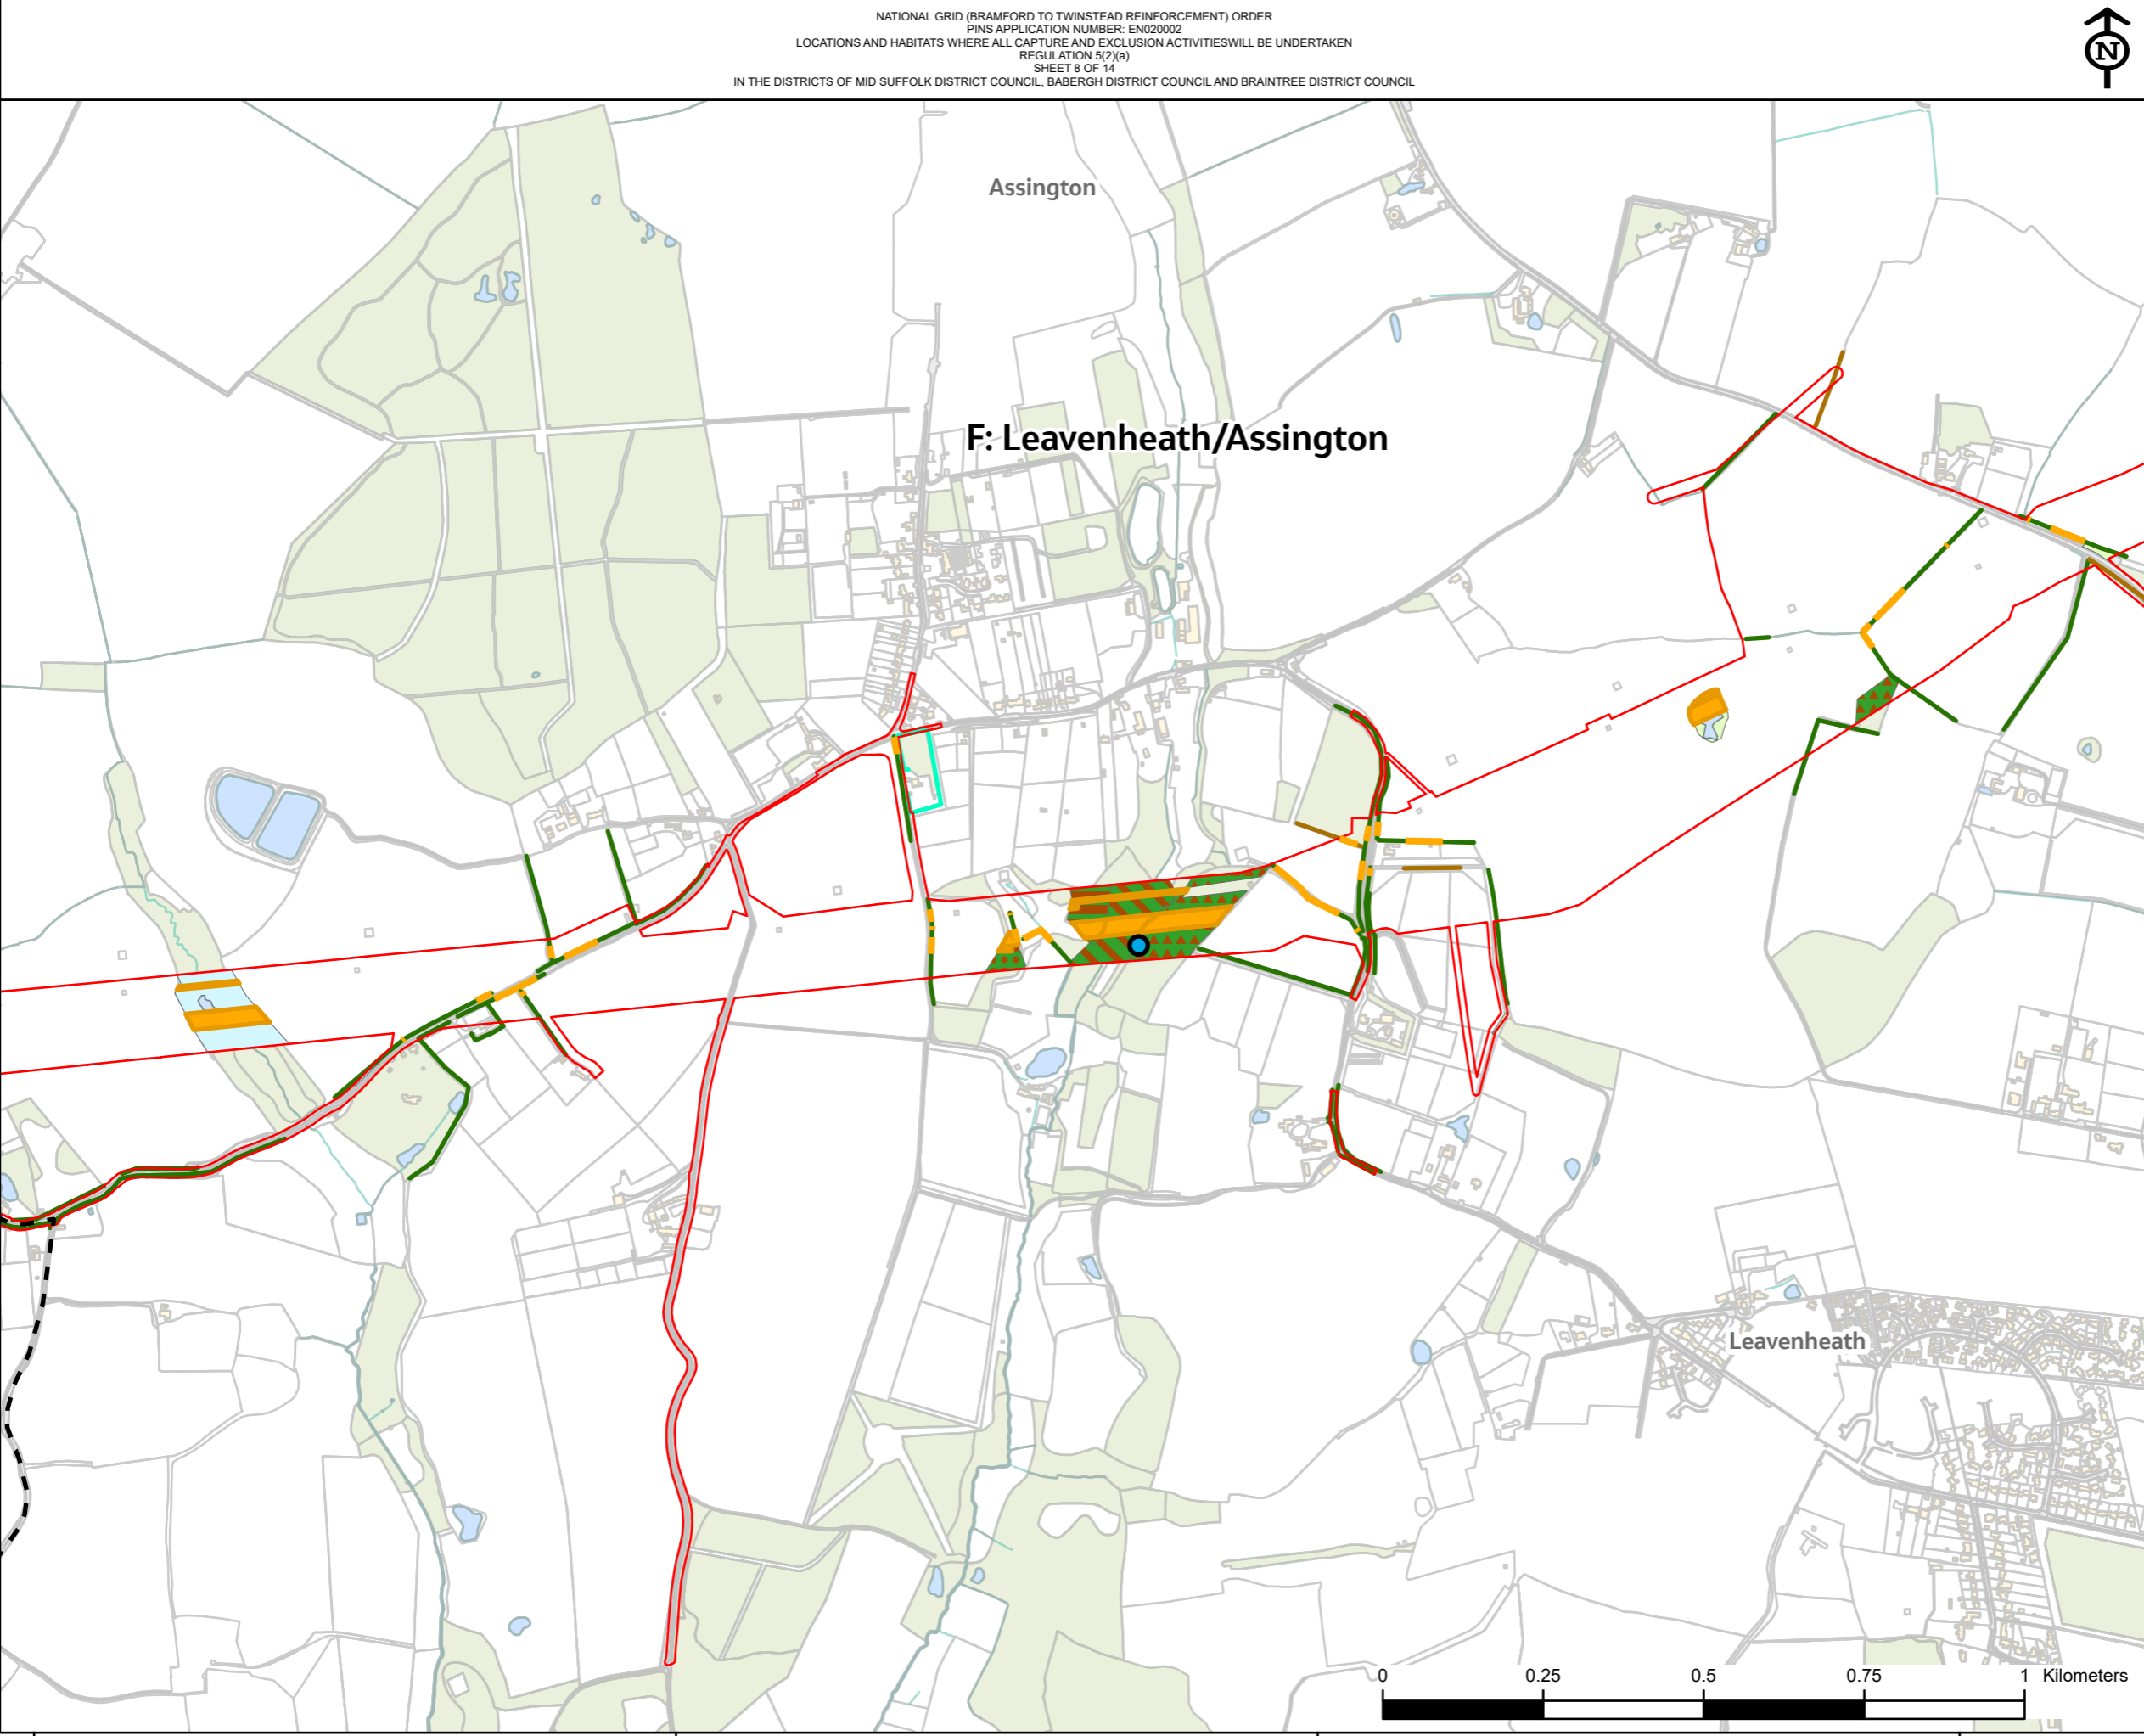 NATIONAL GRID (BRAMFORD TO TWINSTEAD REINFORCEMENT) ORDER
PINS APPLICATION NUMBER: EN020002
LOCATIONS AND HABITATS WHERE ALL CAPTURE AND EXCLUSION ACTIVITIESWILL BE UNDERTAKEN
REGULATION 5(2)(a)
SHEET 8 OF 14
IN THE DISTRICTS OF MID SUFFOLK DISTRICT COUNCIL, BABERGH DISTRICT COUNCIL AND BRAINTREE DISTRICT COUNCIL
N
Assington
F: Leavenheath/Assington
Leavenheath
0 0.25 0.5 0.75 1 Kilometers